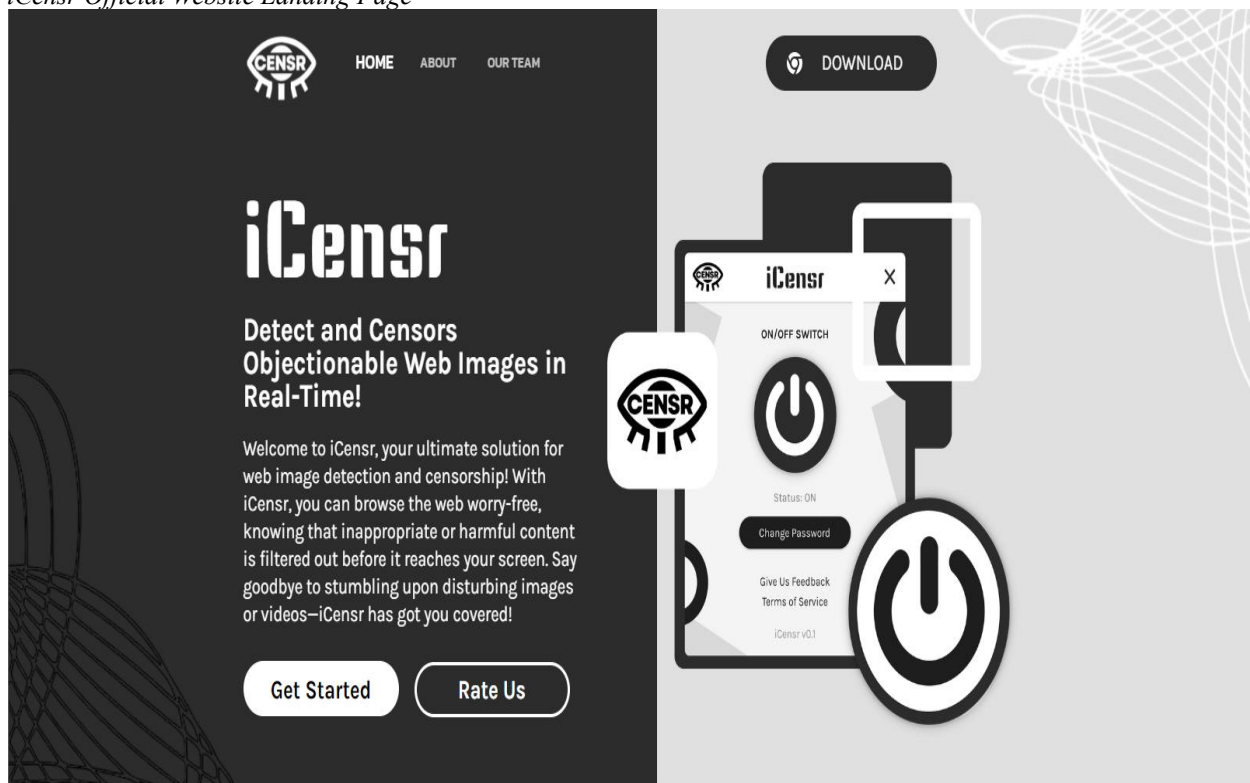 iCensr Official Website Landing Page
CENSR
HOME
ABOUT
OUR TEAM
DOWNLOAD
iCensr
Detect and Censors
Objectionable Web Images in
Real-Time!
Welcome to iCensr, your ultimate solution for
web image detection and censorship! With
iCensr, you can browse the web worry-free,
knowing that inappropriate or harmful content
is filtered out before it reaches your screen. Say
goodbye to stumbling upon disturbing images
or videos—iCensr has got you covered!
Get Started
Rate Us
CENSR
CENSR
iCensr
X
ON/OFF SWITCH
Status: ON
Change Password
Give Us Feedback
Terms of Service
iCensr v0.1